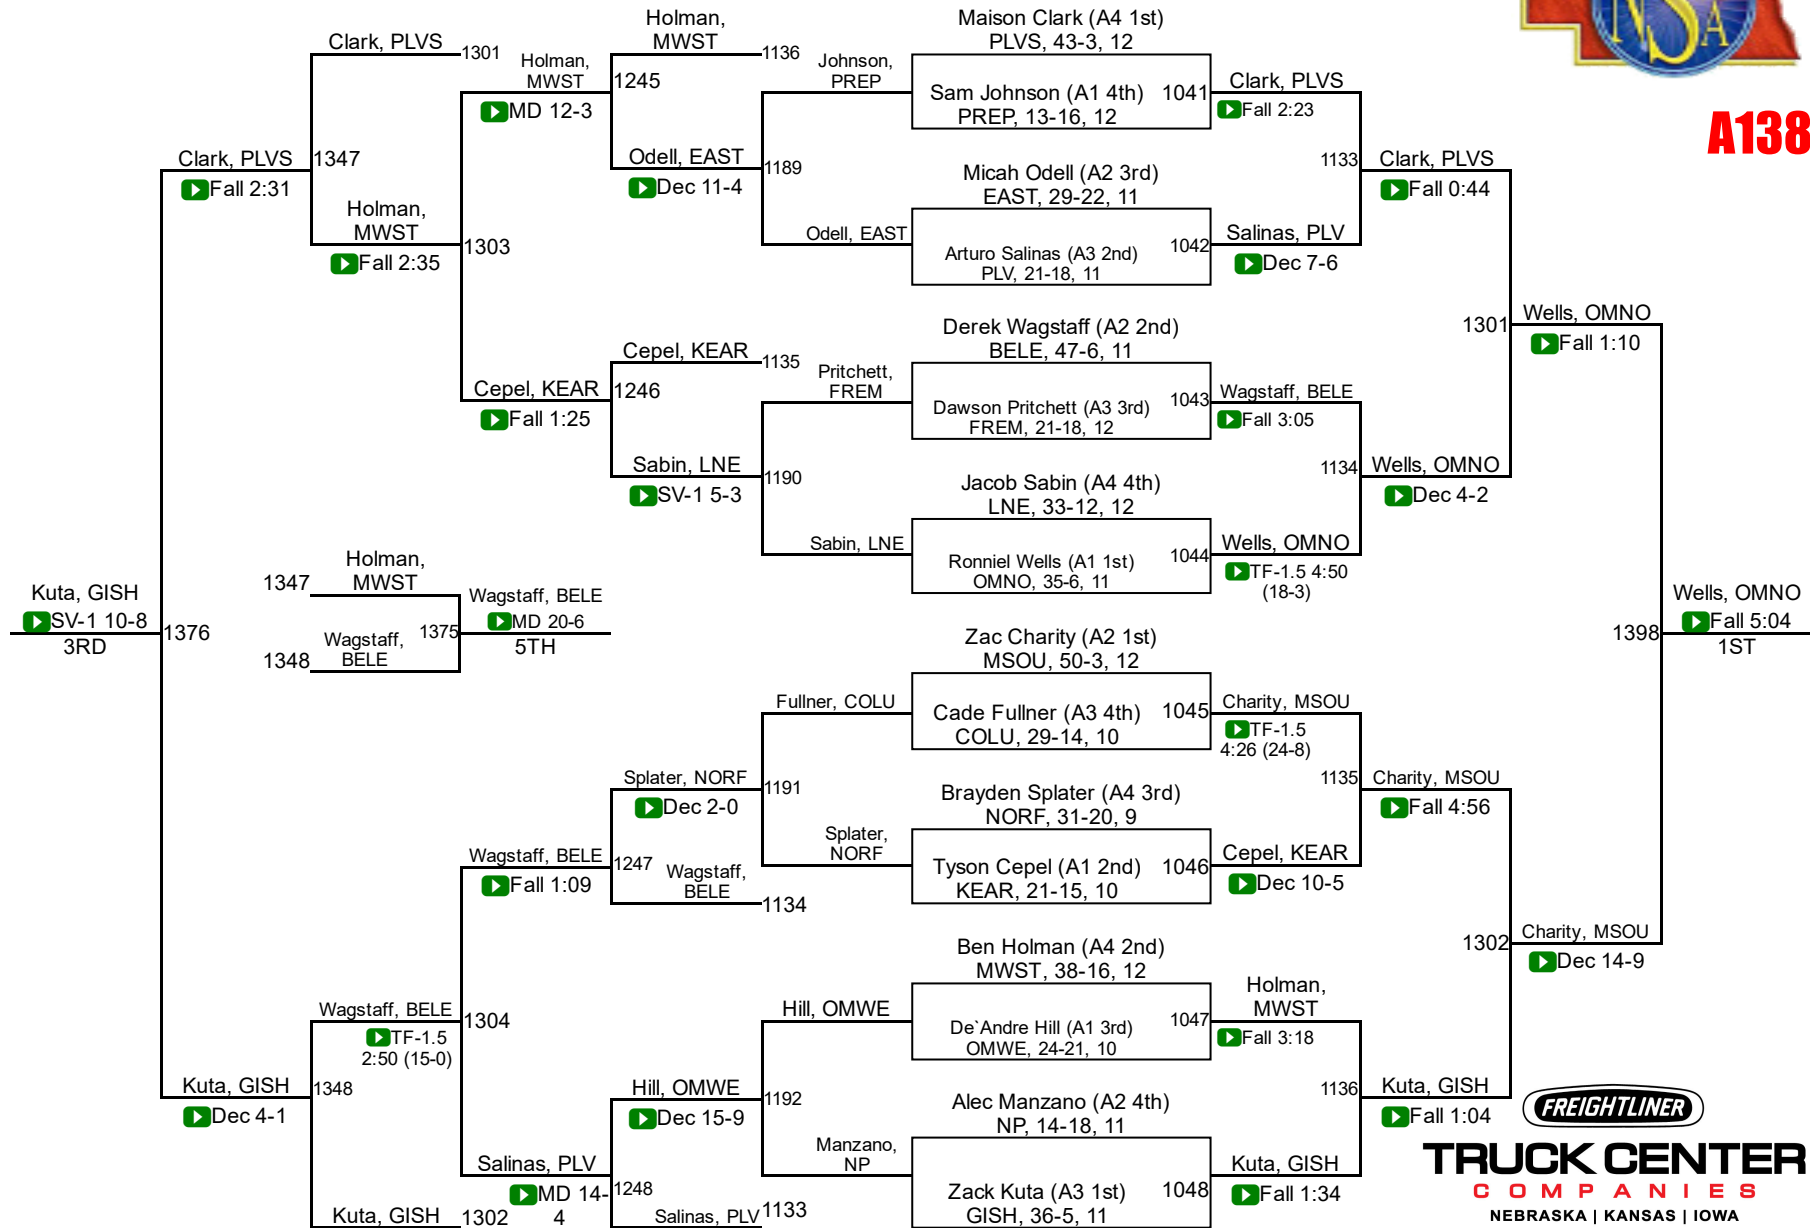 NSA
A138
Clark, PLVS
1301
Holman,
MWST
1136
Holman,
MWST
MD 12-3
1245
Johnson,
PREP
Maison Clark (A4 1st)
PLVS, 43-3, 12
Sam Johnson (A1 4th)
PREP, 13-16, 12
1041
Clark, PLVS
Fall 2:23
Clark, PLVS
Fall 2:31
1347
Odell, EAST
Dec 11-4
1189
Micah Odell (A2 3rd)
EAST, 29-22, 11
1133
Clark, PLVS
Fall 0:44
Holman,
MWST
Fall 2:35
1303
Odell, EAST
Arturo Salinas (A3 2nd)
PLV, 21-18, 11
1042
Salinas, PLV
Dec 7-6
Derek Wagstaff (A2 2nd)
BELE, 47-6, 11
1301
Wells, OMNO
Fall 1:10
Cepel, KEAR
1135
Cepel, KEAR
Fall 1:25
1246
Pritchett,
FREM
Dawson Pritchett (A3 3rd)
FREM, 21-18, 12
1043
Wagstaff, BELE
Fall 3:05
Sabin, LNE
SV-1 5-3
1190
Jacob Sabin (A4 4th)
LNE, 33-12, 12
1134
Wells, OMNO
Dec 4-2
Sabin, LNE
Ronniel Wells (A1 1st)
OMNO, 35-6, 11
1044
Wells, OMNO
TF-1.5 4:50
(18-3)
Kuta, GISH
SV-1 10-8
3RD
1376
1347
Holman,
MWST
1348
Wagstaff,
BELE
1375
Wagstaff, BELE
MD 20-6
5TH
Zac Charity (A2 1st)
MSOU, 50-3, 12
1398
Wells, OMNO
Fall 5:04
1ST
Fullner, COLU
Cade Fullner (A3 4th)
COLU, 29-14, 10
1045
Charity, MSOU
TF-1.5
4:26 (24-8)
Splater, NORF
Dec 2-0
1191
Brayden Splater (A4 3rd)
NORF, 31-20, 9
1135
Charity, MSOU
Fall 4:56
Wagstaff, BELE
Fall 1:09
1247
Wagstaff,
BELE
1134
Splater,
NORF
Tyson Cepel (A1 2nd)
KEAR, 21-15, 10
1046
Cepel, KEAR
Dec 10-5
Ben Holman (A4 2nd)
MWST, 38-16, 12
1302
Charity, MSOU
Dec 14-9
Wagstaff, BELE
TF-1.5
2:50 (15-0)
1304
Hill, OMWE
De`Andre Hill (A1 3rd)
OMWE, 24-21, 10
1047
Holman,
MWST
Fall 3:18
Kuta, GISH
Dec 4-1
1348
Hill, OMWE
Dec 15-9
1192
Alec Manzano (A2 4th)
NP, 14-18, 11
1136
Kuta, GISH
Fall 1:04
Salinas, PLV
MD 14-
4
1248
Manzano,
NP
Zack Kuta (A3 1st)
GISH, 36-5, 11
1048
Kuta, GISH
Fall 1:34
Kuta, GISH
1302
Salinas, PLV
1133
FREIGHTLINER
TRUCK CENTER
COMPANIES
NEBRASKA | KANSAS | IOWA